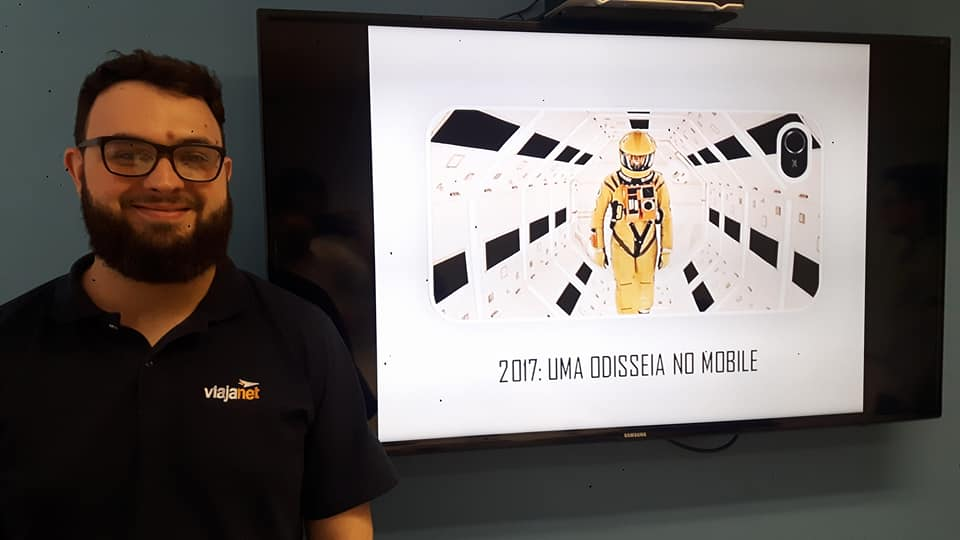 viajanet
2017: UMA ODISSEIA NO MOBILE
SAMSUNG